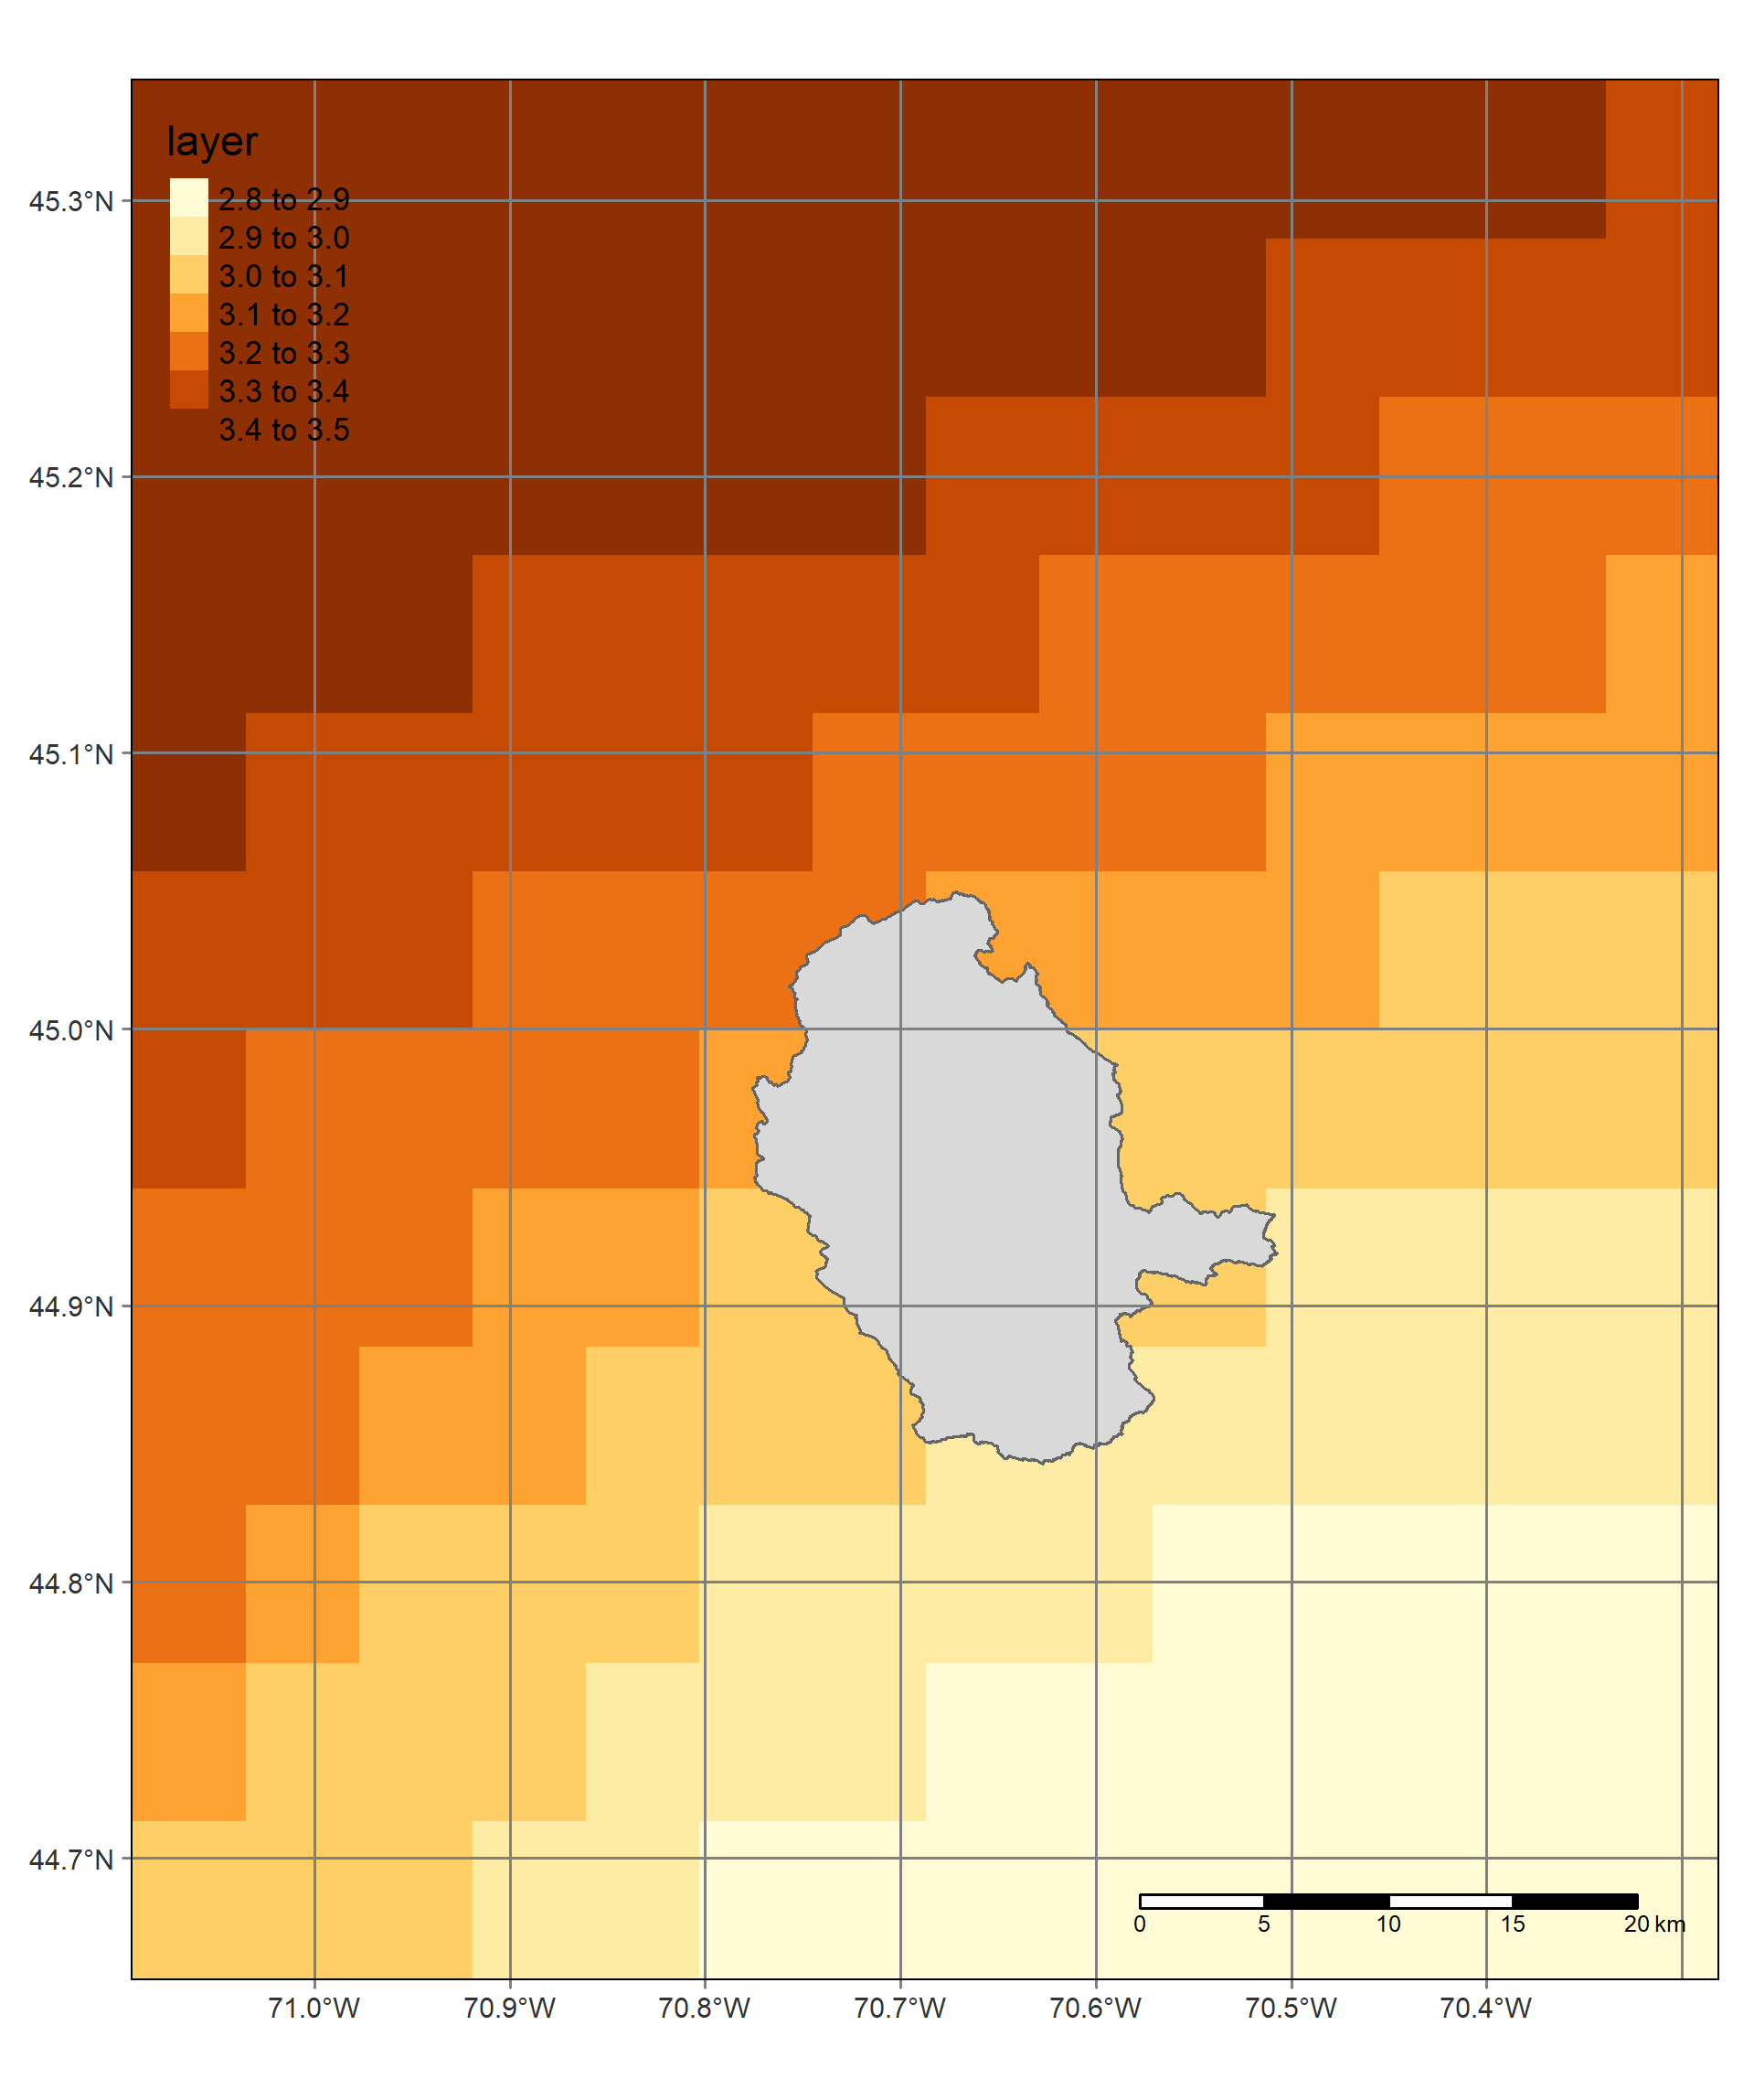 layer
2.8 to 2.9
2.9 to 3.0
3.0 to 3.1
3.1 to 3.2
3.2 to 3.3
3.3 to 3.4
3.4 to 3.5
45.3°N
45.2°N
45.1°N
45.0°N
44.9°N
44.8°N
44.7°N
0 5 10 15 20 km
71.0°W 70.9°W 70.8°W 70.7°W 70.6°W 70.5°W 70.4°W